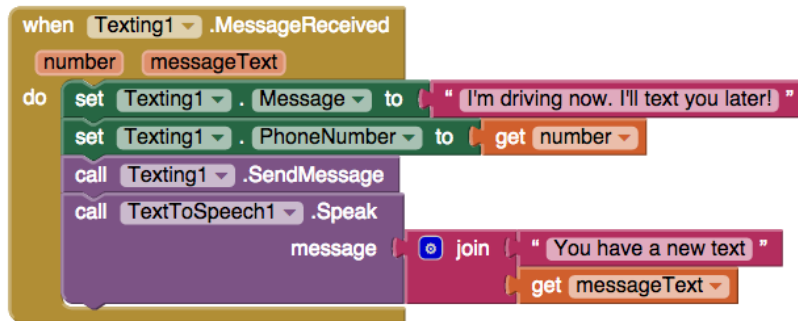 when Texting1 .MessageReceived
number messageText
do set Texting1 . Message to " I'm driving now. I'll text you later! "
set Texting1 . PhoneNumber to get number
call Texting1 .SendMessage
call TextToSpeech1 .Speak
message join " You have a new text "
get messageText